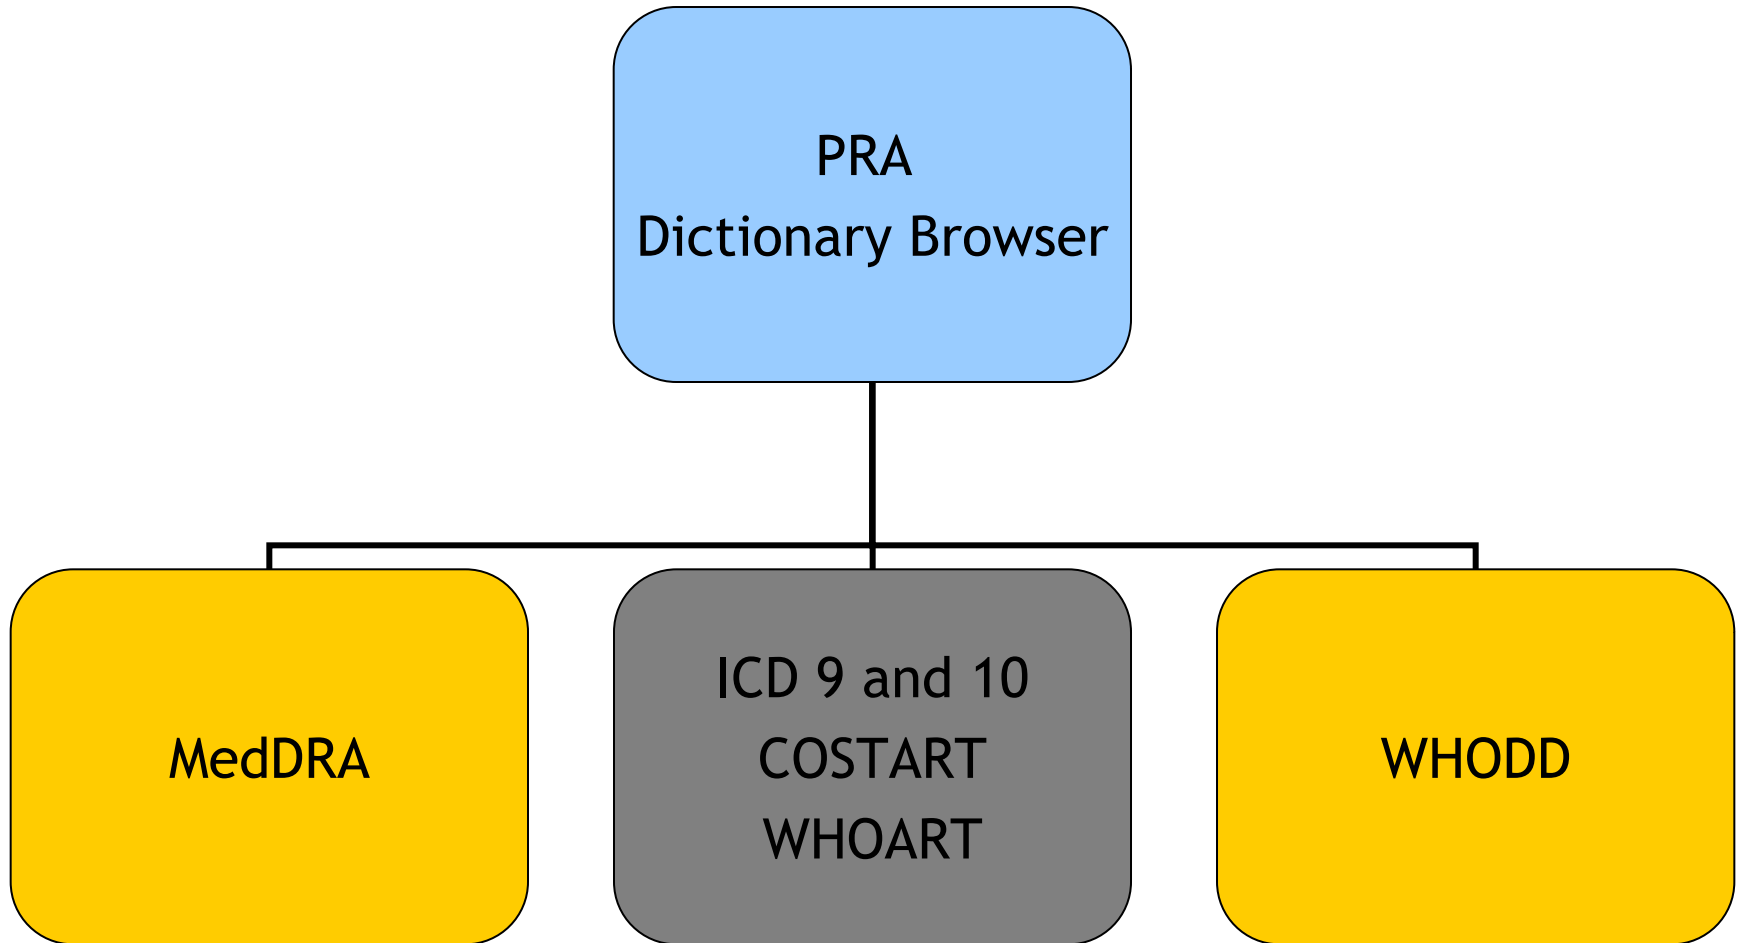 PRA
Dictionary Browser
MedDRA
ICD 9 and 10
COSTART
WHOART
WHODD